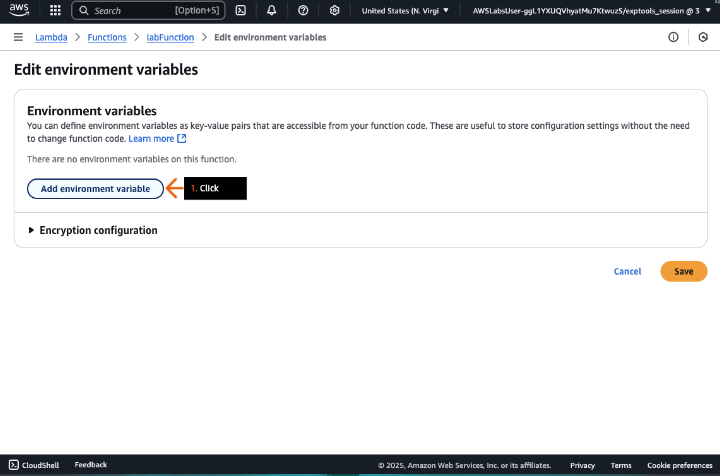 aws
Search [Option+S]
United States (N. Virgi ▼
AWSLabsUser-ggL1YXUQVhyatMu7KtwuzS/exptools_session @ 3 ▼
Lambda > Functions > labFunction > Edit environment variables
Edit environment variables
Environment variables
You can define environment variables as key-value pairs that are accessible from your function code. These are useful to store configuration settings without the need
to change function code. Learn more
There are no environment variables on this function.
Add environment variable
1. Click
Encryption configuration
Cancel
Save
CloudShell
Feedback
© 2025, Amazon Web Services, Inc. or its affiliates.
Privacy
Terms
Cookie preferences